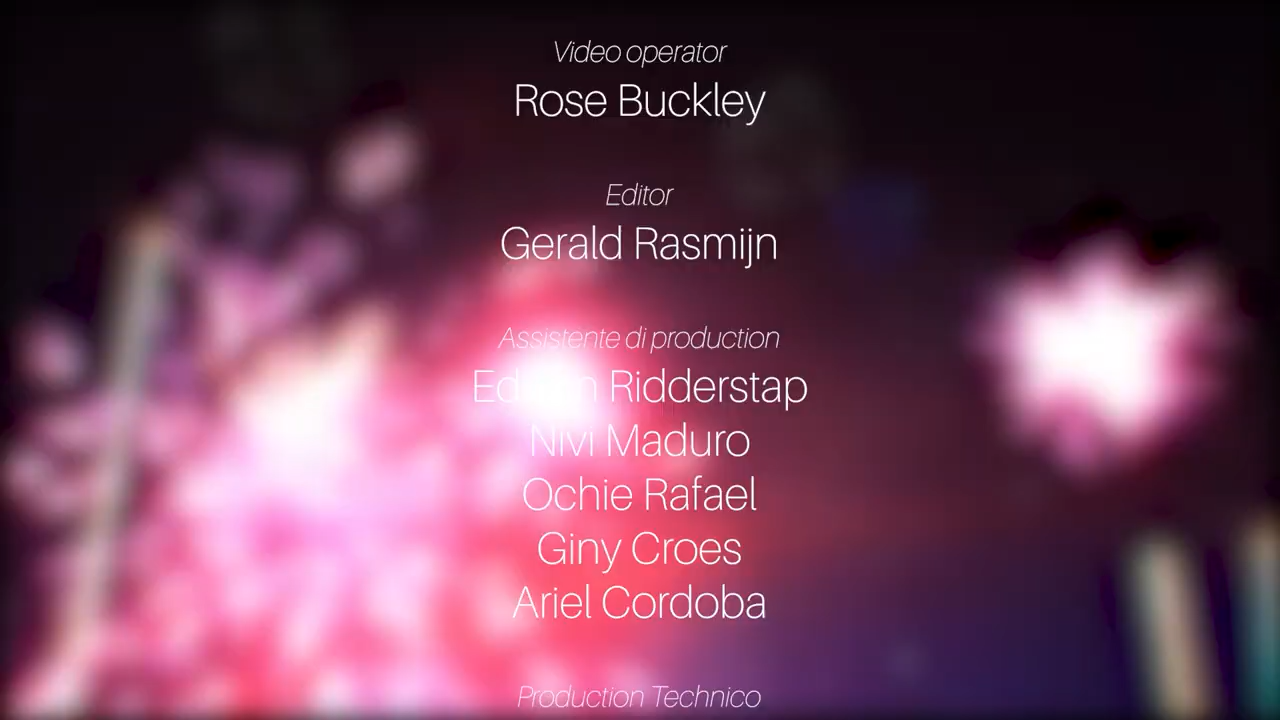 Video operator
Rose Buckley
Editor
Gerald Rasmijn
Assistente di production
Ridderstap
Nivi Maduro
Ochie Rafael
Giny Croes
Ariel Cordoba
Production Technico